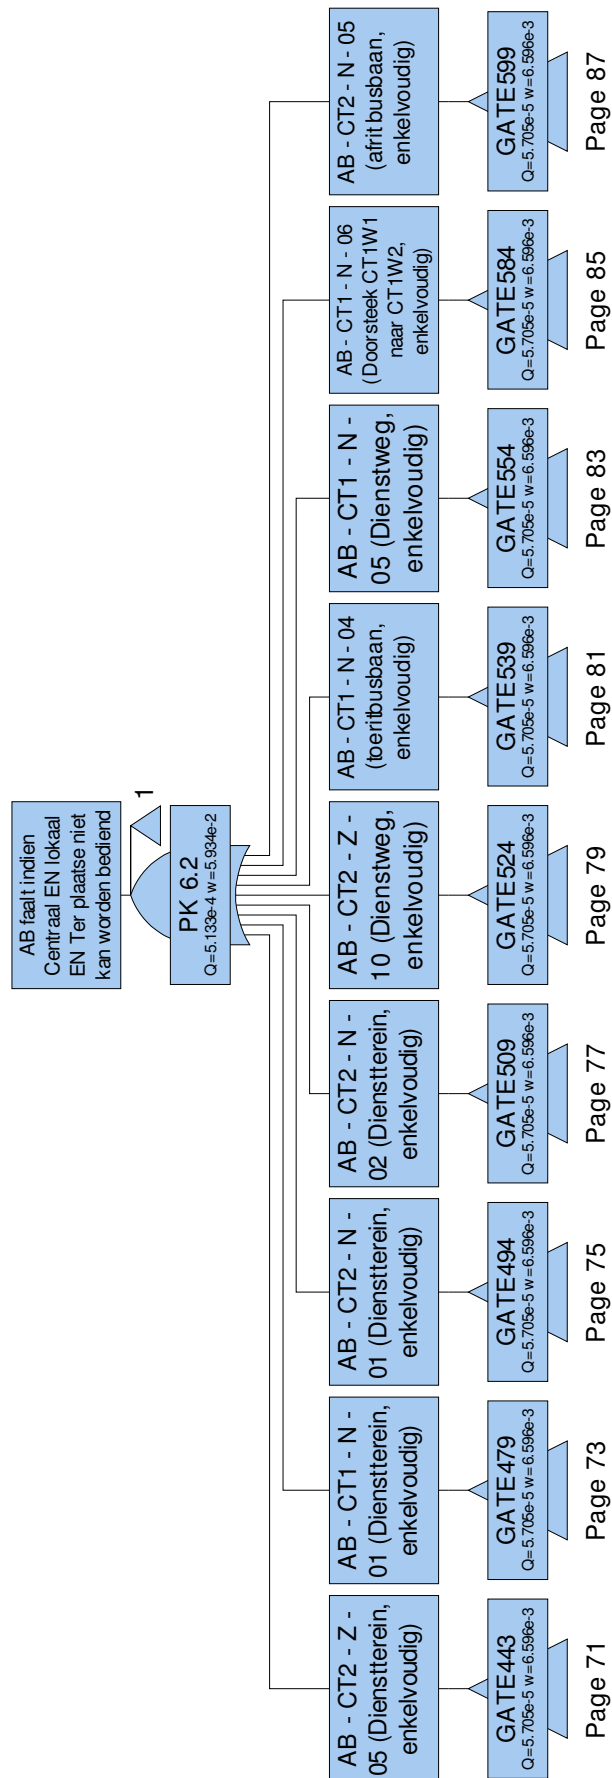 AB faalt indien
Centraal EN lokaal
EN Ter plaatse niet
kan worden bediend
1
PK 6.2
Q=5.133e-4 w=5.934e-2
AB - CT2 - Z -
05 (Dienstterein,
enkelvoudig)
GATE443
Q=5.705e-5 w=6.596e-3
Page 71
AB - CT1 - N -
01 (Dienstterein,
enkelvoudig)
GATE479
Q=5.705e-5 w=6.596e-3
Page 73
AB - CT2 - N -
01 (Dienstterein,
enkelvoudig)
GATE494
Q=5.705e-5 w=6.596e-3
Page 75
AB - CT2 - N -
02 (Dienstterein,
enkelvoudig)
GATE509
Q=5.705e-5 w=6.596e-3
Page 77
AB - CT2 - Z -
10 (Dienstweg,
enkelvoudig)
GATE524
Q=5.705e-5 w=6.596e-3
Page 79
AB - CT1 - N - 04
(toeritbusbaan,
enkelvoudig)
GATE539
Q=5.705e-5 w=6.596e-3
Page 81
AB - CT1 - N -
05 (Dienstweg,
enkelvoudig)
GATE554
Q=5.705e-5 w=6.596e-3
Page 83
AB - CT1 - N - 06
(Doorsteek CT1W1
naar CT1W2,
enkelvoudig)
GATE584
Q=5.705e-5 w=6.596e-3
Page 85
AB - CT2 - N - 05
(afrit busbaan,
enkelvoudig)
GATE599
Q=5.705e-5 w=6.596e-3
Page 87